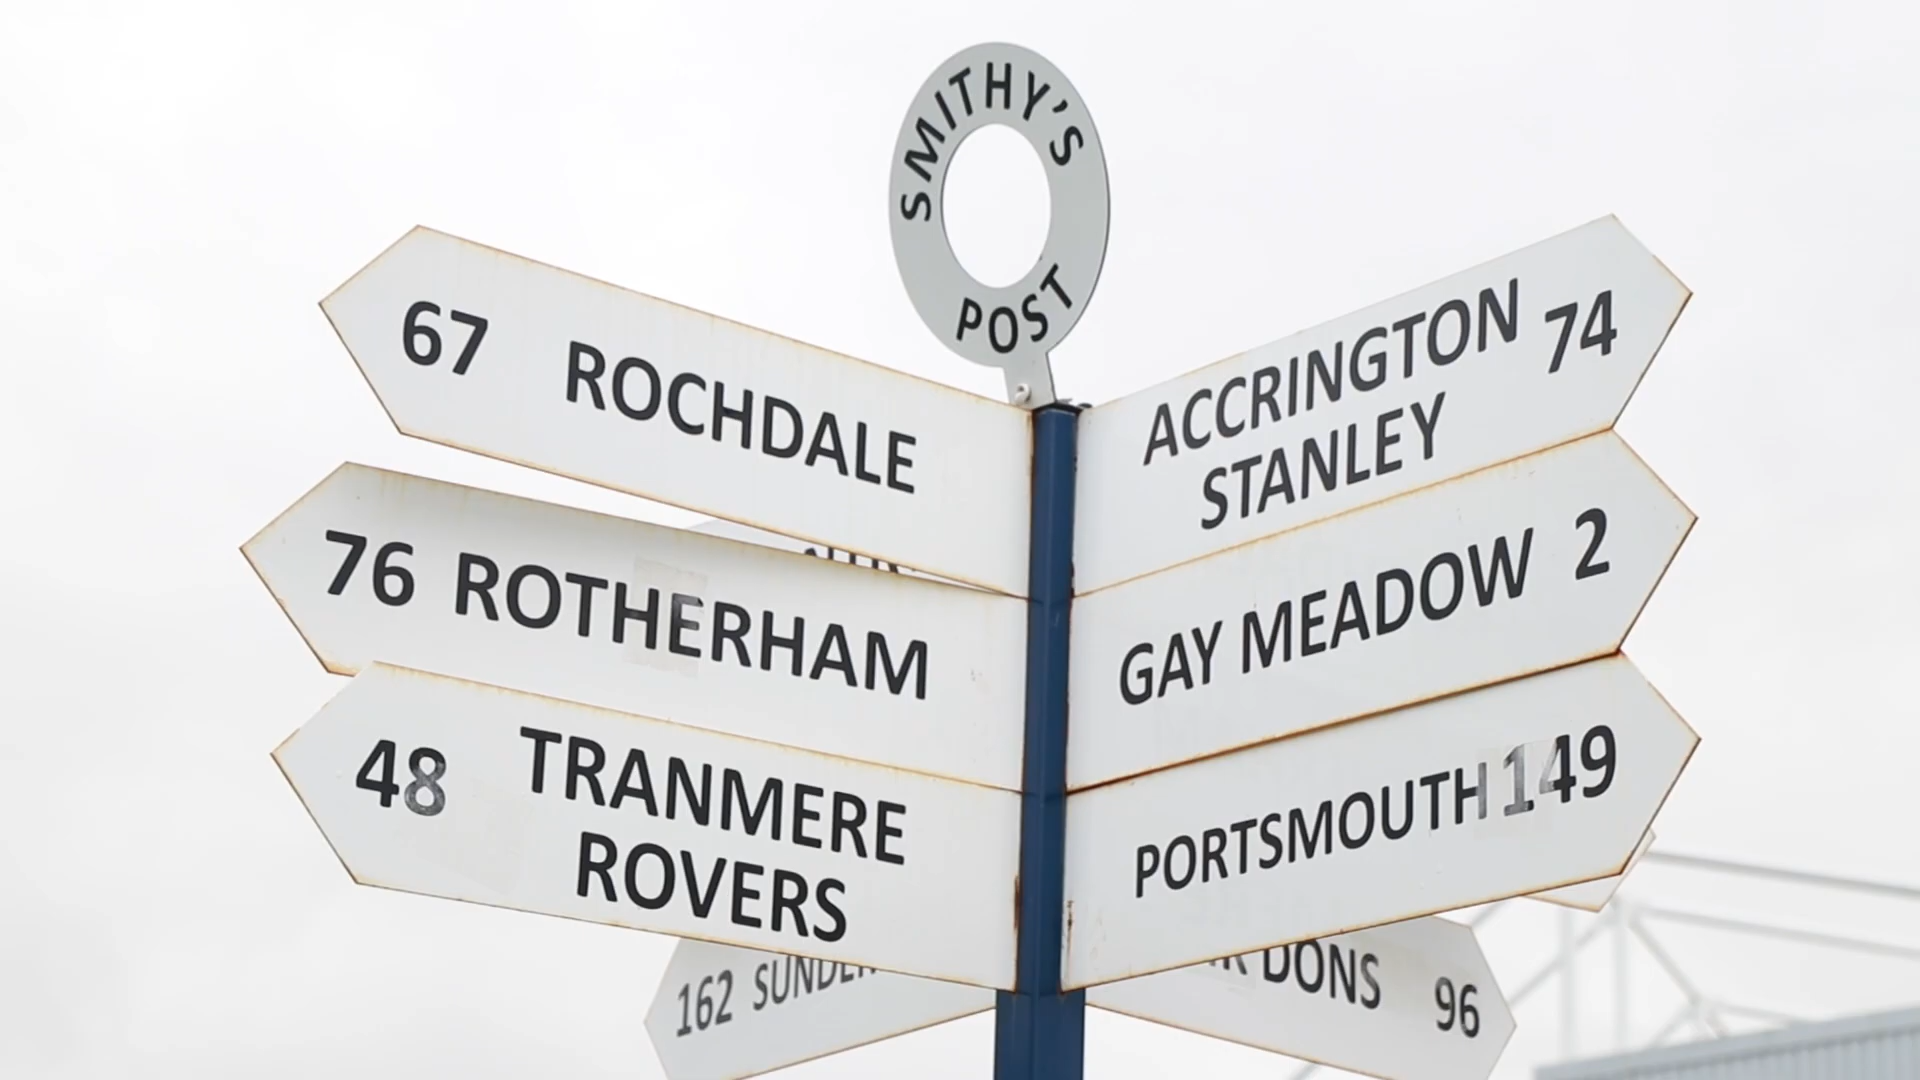 SMITHY'S
POST
67 ROCHDALE
76 ROTHERHAM
48 TRANMERE
ROVERS
ACCRINGTON 74
STANLEY
GAY MEADOW 2
PORTSMOUTH 149
162
DONS 96